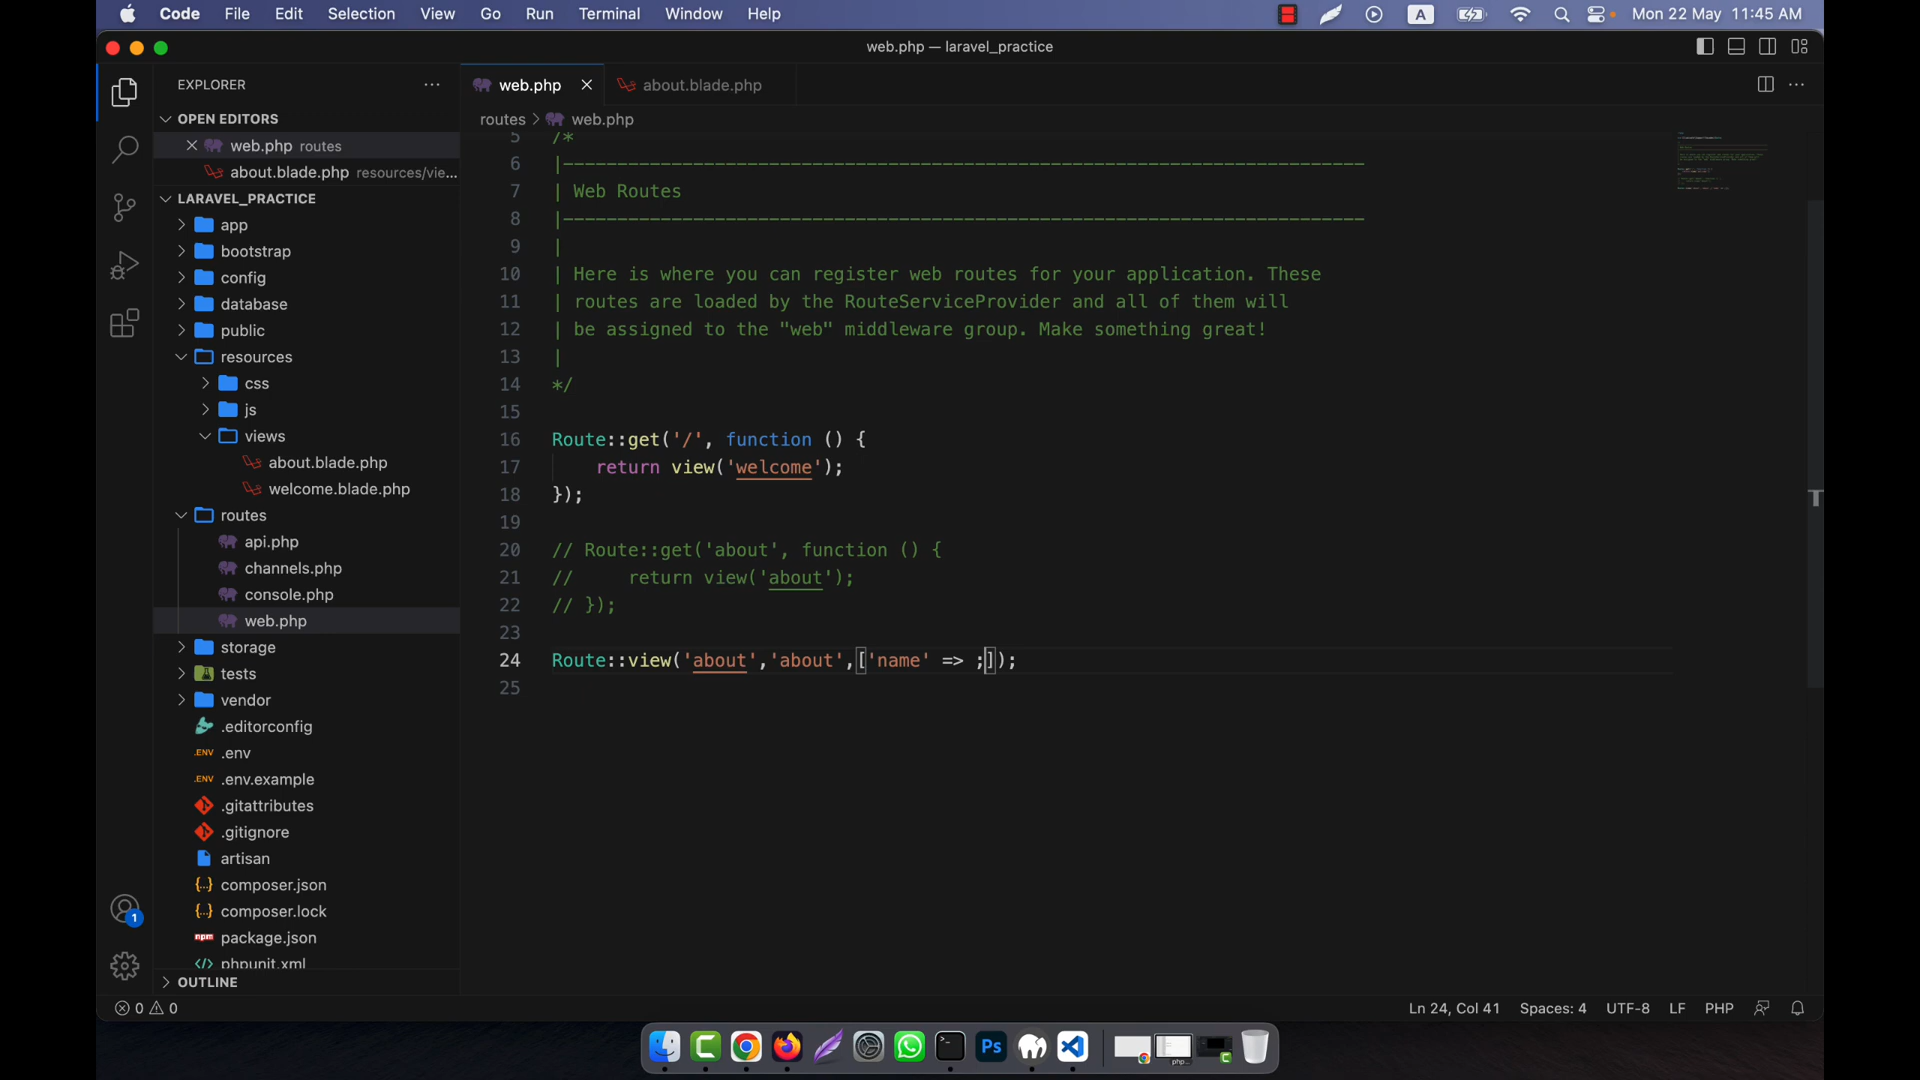 Code File Edit Selection View Go Run Terminal Window Help
A
Mon 22 May 11:45 AM
web.php — laravel_practice
EXPLORER
web.php
about.blade.php
OPEN EDITORS
web.php routes
about.blade.php resources/vie...
LARAVEL_PRACTICE
app
bootstrap
config
database
public
resources
css
js
views
about.blade.php
welcome.blade.php
routes
api.php
channels.php
console.php
web.php
storage
tests
vendor
.editorconfig
.ENV .env
.ENV .env.example
.gitattributes
.gitignore
artisan
{..} composer.json
{..} composer.lock
npm package.json
</> phpunit.xml
OUTLINE
routes > web.php
5 /*
6 |--------------------------------------------------------------------------
7 | Web Routes
8 |--------------------------------------------------------------------------
9 |
10 | Here is where you can register web routes for your application. These
11 | routes are loaded by the RouteServiceProvider and all of them will
12 | be assigned to the "web" middleware group. Make something great!
13 |
14 */
15
16 Route::get('/', function () {
17 return view('welcome');
18 });
19
20 // Route::get('about', function () {
21 // return view('about');
22 // });
23
24 Route::view('about','about',['name' => ;]);
25
1
0 0
Ln 24, Col 41 Spaces: 4 UTF-8 LF PHP
Ps
php